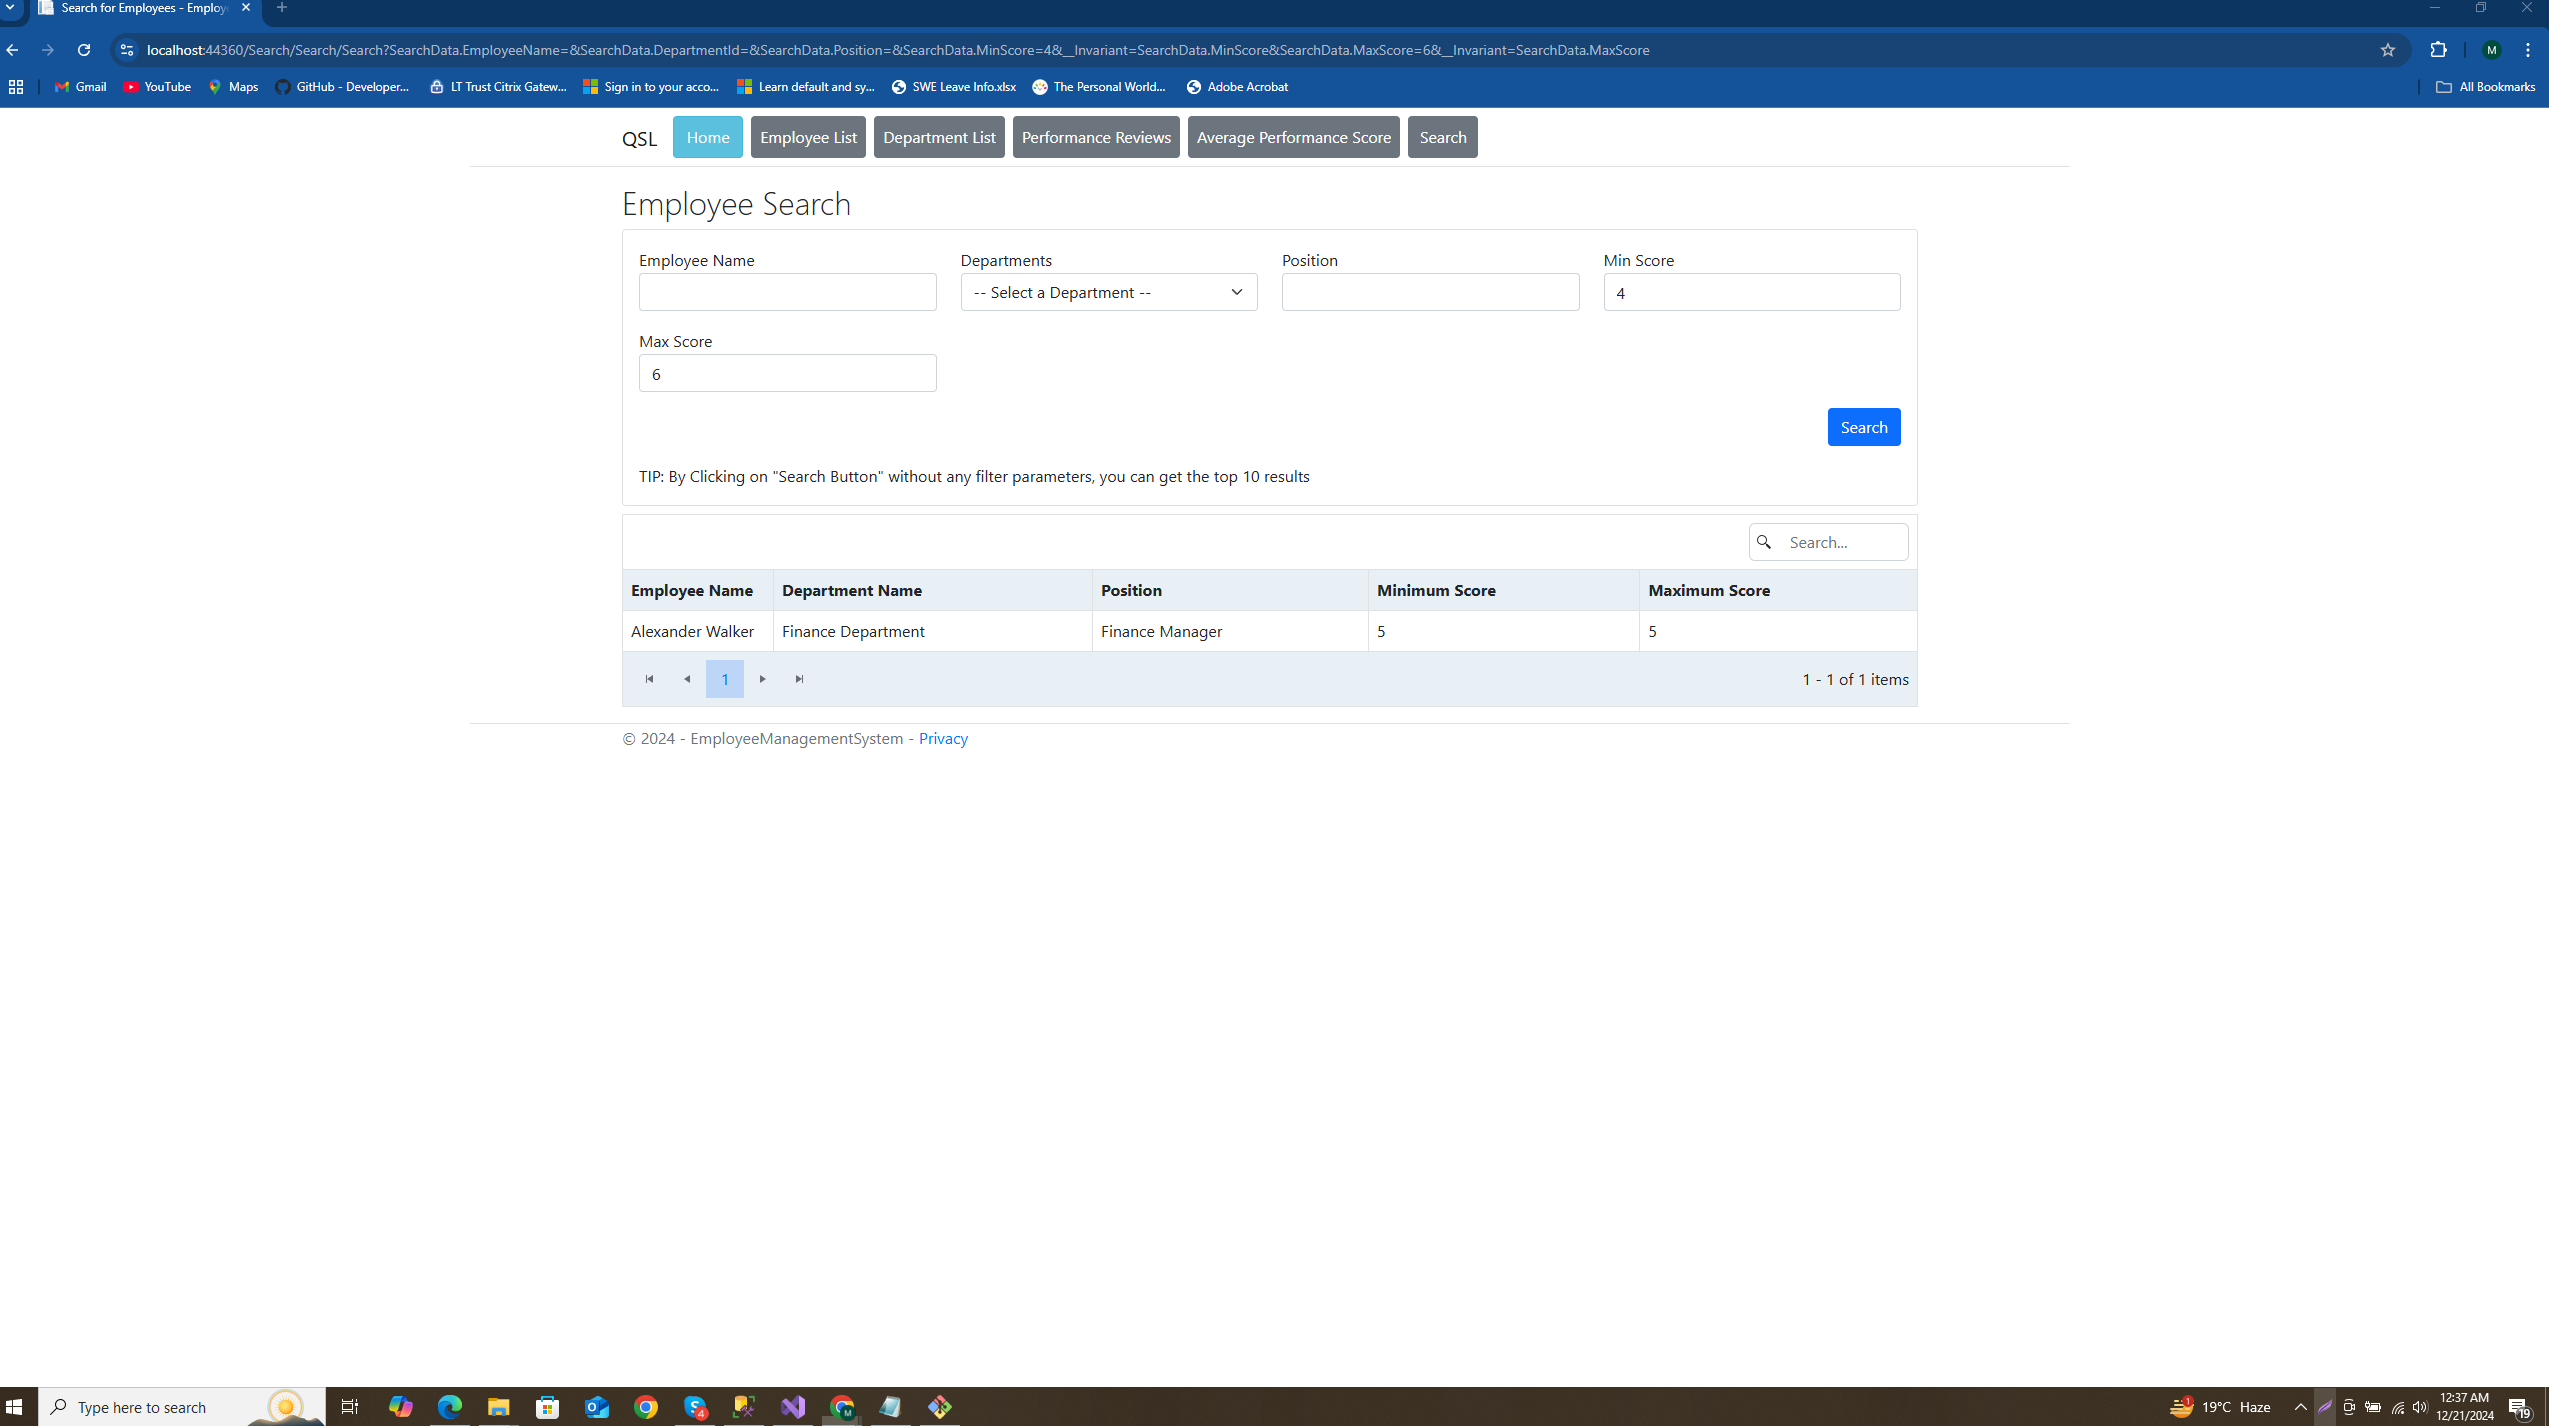 Search for Employees - Employ
localhost:44360/Search/Search/Search?SearchData.EmployeeName=&SearchData.DepartmentId=&SearchData.Position=&SearchData.MinScore=4&__Invariant=SearchData.MinScore&SearchData.MaxScore=6&__Invariant=SearchData.MaxScore
M
Gmail YouTube Maps GitHub - Developer... LT Trust Citrix Gatew... Sign in to your acco... Learn default and sy... SWE Leave Info.xlsx The Personal World... Adobe Acrobat All Bookmarks
QSL Home Employee List Department List Performance Reviews Average Performance Score Search
Employee Search
Employee Name Departments Position Min Score
-- Select a Department -- 4
Max Score
6
Search
TIP: By Clicking on "Search Button" without any filter parameters, you can get the top 10 results
Search...
Employee Name Department Name Position Minimum Score Maximum Score
Alexander Walker Finance Department Finance Manager 5 5
1 1 - 1 of 1 items
© 2024 - EmployeeManagementSystem - Privacy
Type here to search 4 M 1 19°C Haze 12:37 AM
12/21/2024 19